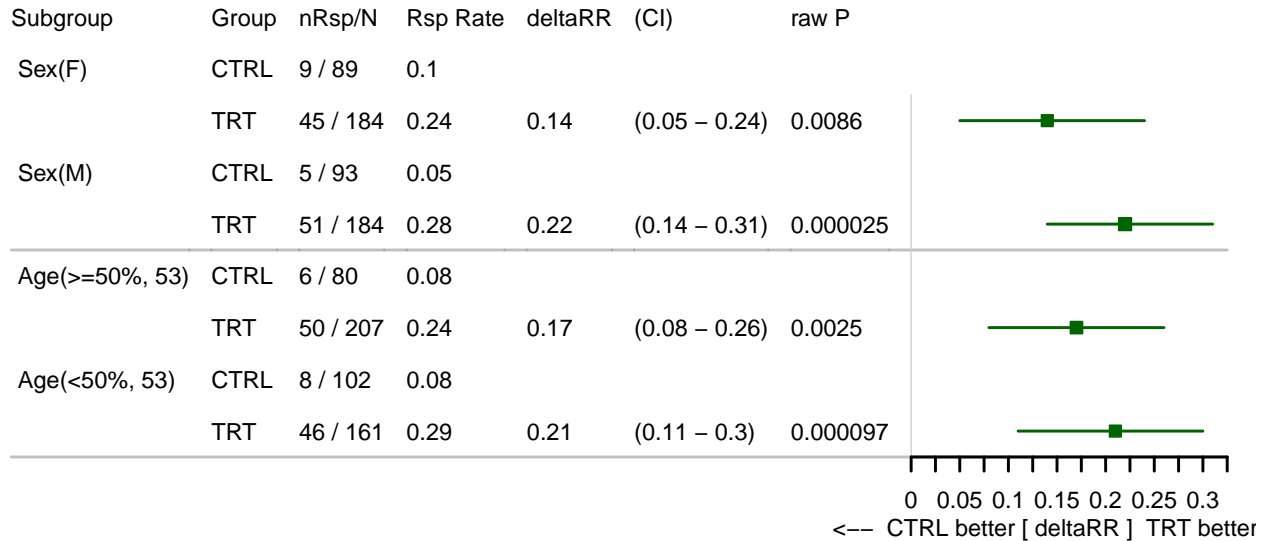 Subgroup Group nRsp/N Rsp Rate deltaRR (CI) raw P
Sex(F) CTRL 9 / 89 0.1
TRT 45 / 184 0.24 0.14 (0.05 − 0.24) 0.0086
Sex(M) CTRL 5 / 93 0.05
TRT 51 / 184 0.28 0.22 (0.14 − 0.31) 0.000025
Age(>=50%, 53) CTRL 6 / 80 0.08
TRT 50 / 207 0.24 0.17 (0.08 − 0.26) 0.0025
Age(<50%, 53) CTRL 8 / 102 0.08
TRT 46 / 161 0.29 0.21 (0.11 − 0.3) 0.000097
0 0.05 0.1 0.15 0.2 0.25 0.3
<−− CTRL better [ deltaRR ] TRT better